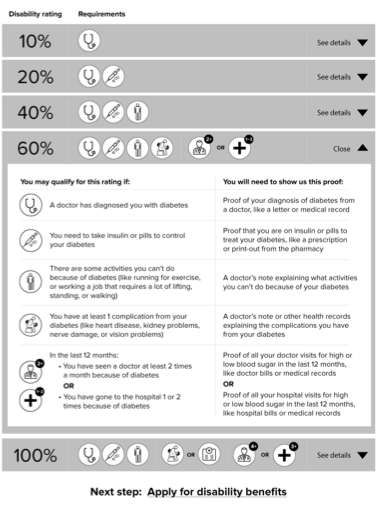 Disability rating Requirements
10% See details
20% See details
40% See details
60% 2+ OR 1-2 Close
You may qualify for this rating if: You will need to show us this proof:
A doctor has diagnosed you with diabetes
Proof of your diagnosis of diabetes from
a doctor, like a letter or medical record
You need to take insulin or pills to control
your diabetes
Proof that you are on insulin or pills to
treat your diabetes, like a prescription
or print-out from the pharmacy
There are some activities you can't do
because of diabetes (like running for exercise,
or working a job that requires a lot of lifting,
standing, or walking)
A doctor's note explaining what activities
you can't do because of your diabetes
You have at least 1 complication from your
diabetes (like heart disease, kidney problems,
nerve damage, or vision problems)
A doctor's note or other health records
explaining the complications you have
from diabetes
In the last 12 months:
• You have seen a doctor at least 2 times
a month because of diabetes
OR
• You have gone to the hospital 1 or 2
times because of diabetes
2+
1-2
Proof of all your doctor visits for high or
low blood sugar in the last 12 months,
like doctor bills or medical records
OR
Proof of all your hospital visits for high
or low blood sugar in the last 12 months,
like hospital bills or medical records
100% OR OR See details
Next step: Apply for disability benefits